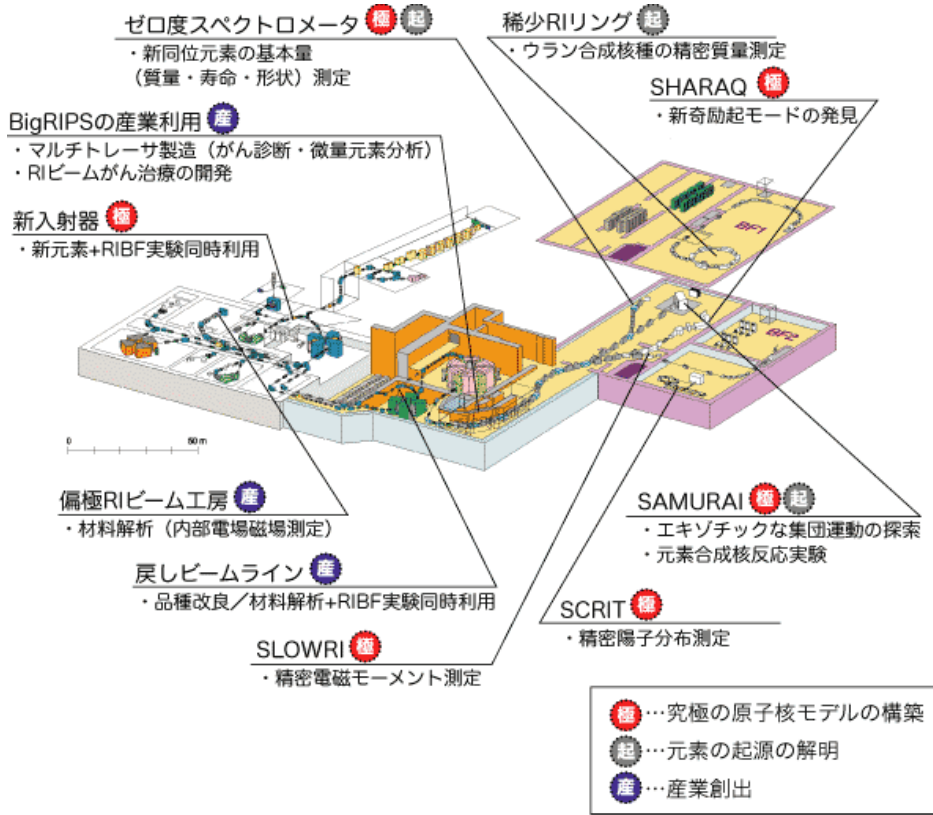 ゼロ度スペクトロメータ 極 起
・新同位元素の基本量
（質量・寿命・形状）測定
稀少RIリング 起
・ウラン合成核種の精密質量測定
SHARAQ 極
・新奇励起モードの発見
BigRIPSの産業利用 産
・マルチトレーサ製造（がん診断・微量元素分析）
・RIビームがん治療の開発
新入射器 極
・新元素+RIBF実験同時利用
BF1
BF2
0 50 m
偏極RIビーム工房 産
・材料解析（内部電場磁場測定）
戻しビームライン 産
・品種改良／材料解析+RIBF実験同時利用
SLOWRI 極
・精密電磁モーメント測定
SAMURAI 極 起
・エキゾチックな集団運動の探索
・元素合成核反応実験
SCRIT 極
・精密陽子分布測定
極…究極の原子核モデルの構築
起…元素の起源の解明
産…産業創出